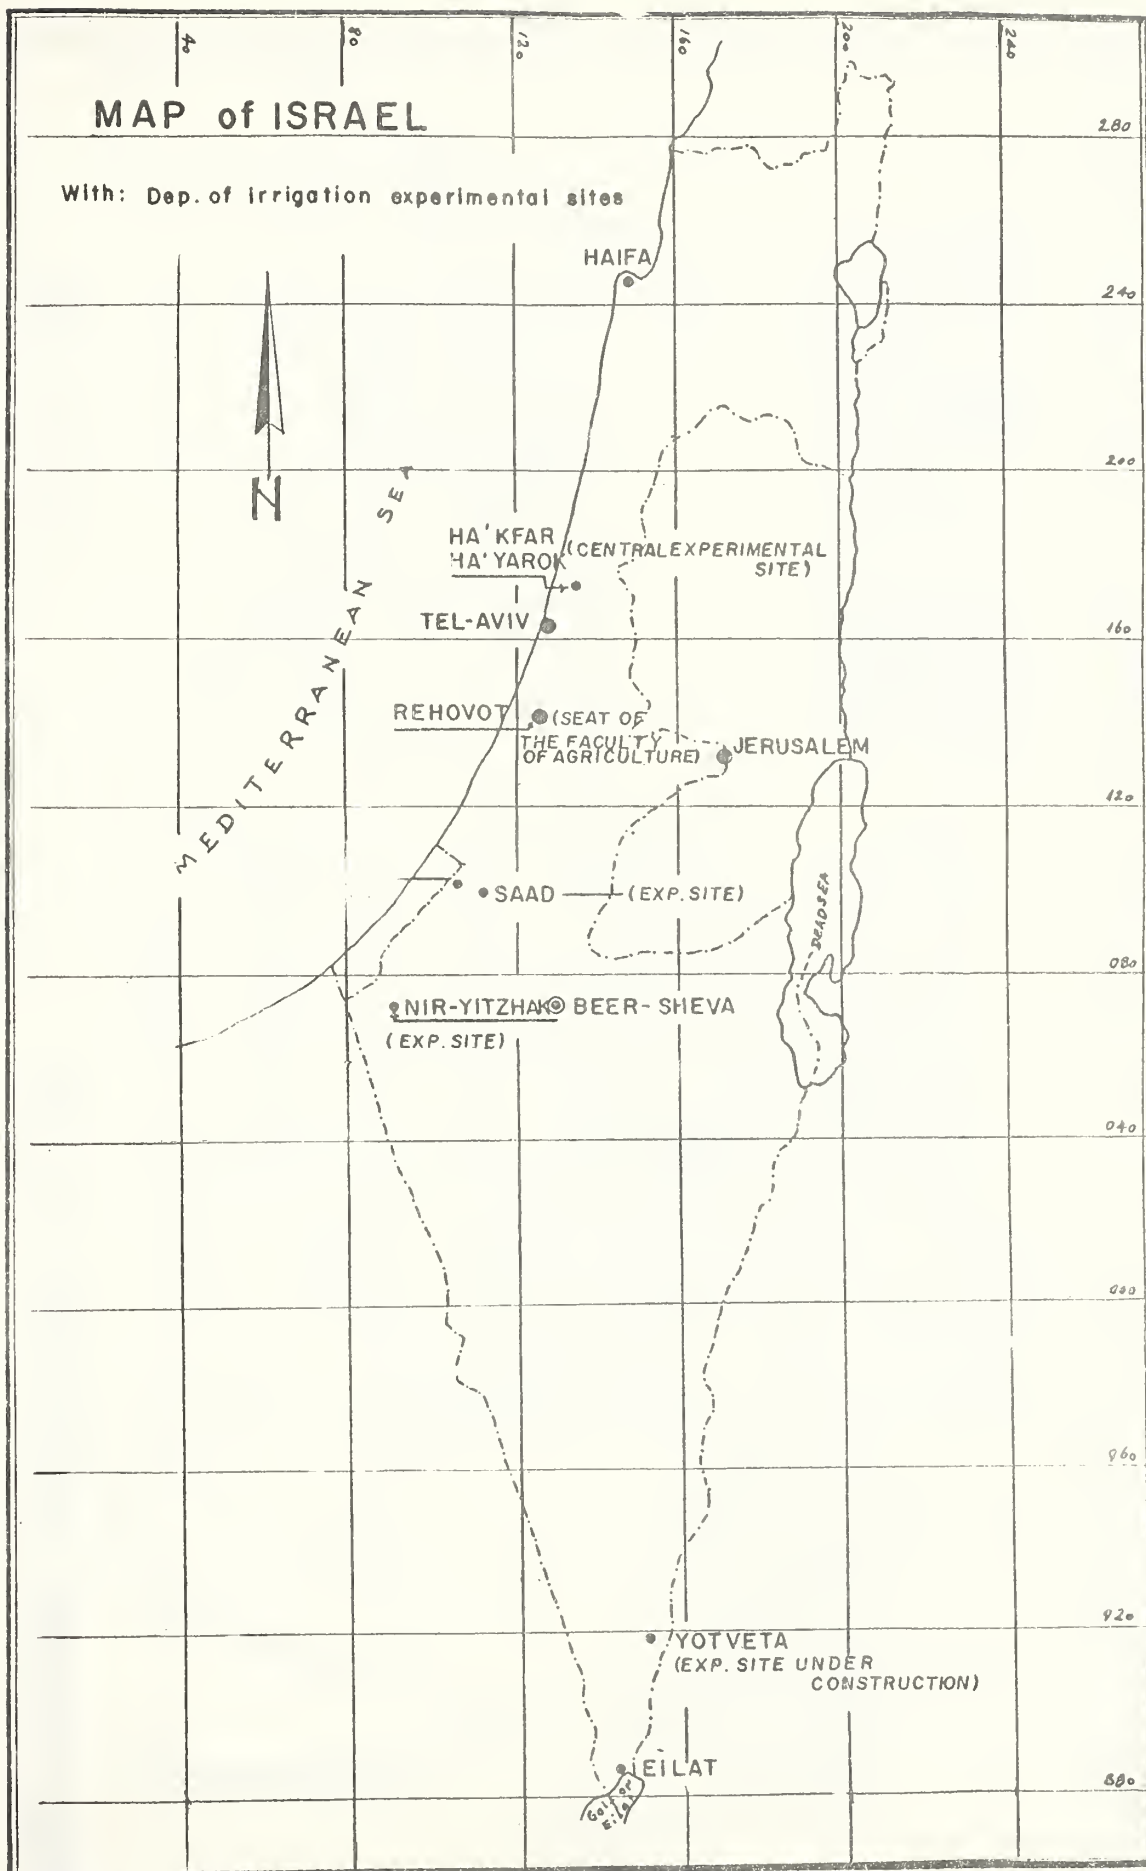 40
80
120
160
200
240
MAP of ISRAEL
280
With: Dep. of irrigation experimental sites
HAIFA
240
N
200
MEDITERRANEAN SEA
HA'KFAR
HA'YAROK
(CENTRAL EXPERIMENTAL
SITE)
TEL-AVIV
160
REHOVOT
(SEAT OF
THE FACULTY
OF AGRICULTURE)
JERUSALEM
120
SAAD
(EXP. SITE)
DEAD SEA
080
NIR-YITZHAK
BEER-SHEVA
(EXP. SITE)
040
000
960
920
YOTVETA
(EXP. SITE UNDER
CONSTRUCTION)
EILAT
880
Golf of
Eilat